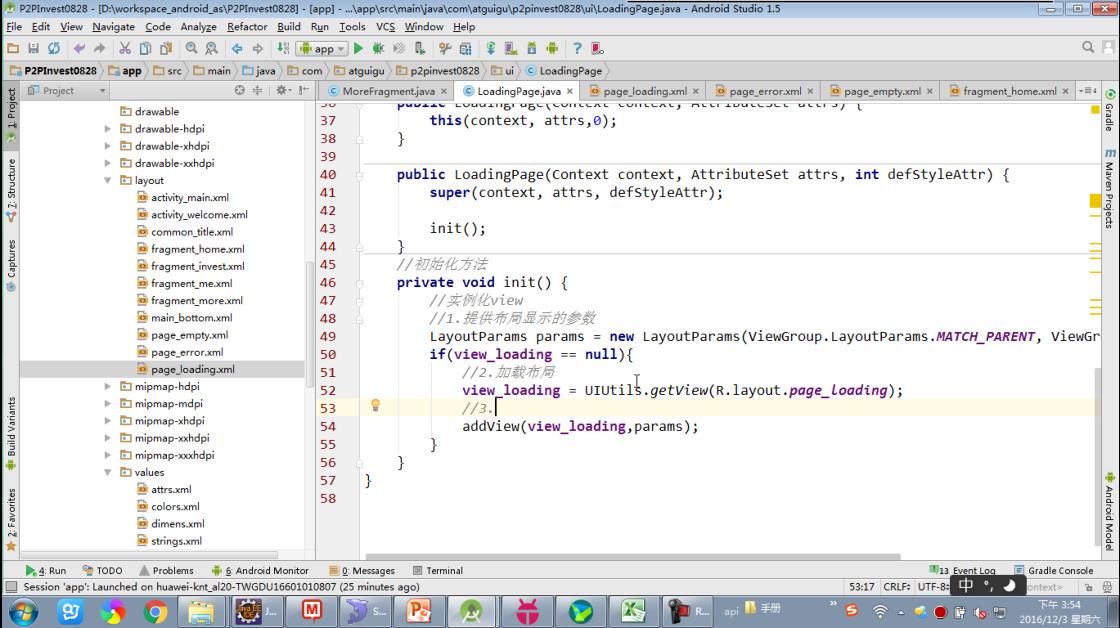 P2PInvest0828 - [D:\workspace_android_as\P2PInvest0828] - [app] - ...\app\src\main\java\com\atguigu\p2pinvest0828\ui\LoadingPage.java - Android Studio 1.5
File Edit View Navigate Code Analyze Refactor Build Run Tools VCS Window Help
app
P2PInvest0828 app src main java com atguigu p2pinvest0828 ui LoadingPage
Project
MoreFragment.java LoadingPage.java page_loading.xml page_error.xml page_empty.xml fragment_home.xml
1: Project
7: Structure
Captures
Build Variants
2: Favorites
drawable
drawable-hdpi
drawable-xhdpi
drawable-xxhdpi
layout
activity_main.xml
activity_welcome.xml
common_title.xml
fragment_home.xml
fragment_invest.xml
fragment_me.xml
fragment_more.xml
main_bottom.xml
page_empty.xml
page_error.xml
page_loading.xml
mipmap-hdpi
mipmap-mdpi
mipmap-xhdpi
mipmap-xxhdpi
mipmap-xxxhdpi
values
attrs.xml
colors.xml
dimens.xml
strings.xml
36 public LoadingPage(Context context, AttributeSet attrs) {
37 this(context, attrs,0);
38 }
39
40 public LoadingPage(Context context, AttributeSet attrs, int defStyleAttr) {
41 super(context, attrs, defStyleAttr);
42
43 init();
44 }
45 //初始化方法
46 private void init() {
47 //实例化view
48 //1.提供布局显示的参数
49 LayoutParams params = new LayoutParams(ViewGroup.LayoutParams.MATCH_PARENT, ViewGr
50 if(view_loading == null){
51 //2.加载布局
52 view_loading = UIUtils.getView(R.layout.page_loading);
53 //3.
54 addView(view_loading,params);
55 }
56 }
57 }
58
Gradle
Maven Projects
Android Model
4: Run TODO Problems 6: Android Monitor 0: Messages Terminal 13 Event Log Gradle Console
Session 'app': Launched on huawei-knt_al20-TWGDU16601010807 (25 minutes ago) 53:17 CRLF÷ UTF-8÷ 中 °, ntext>
J... S... R... api 手册 »
下午 3:54
2016/12/3 星期六